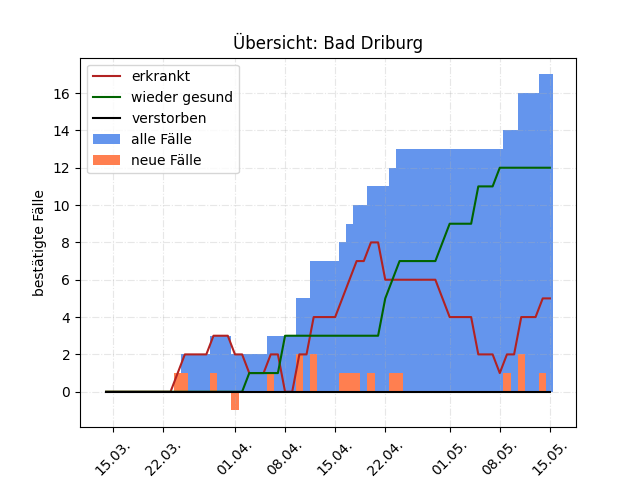 Übersicht: Bad Driburg
erkrankt
wieder gesund
verstorben
alle Fälle
neue Fälle
bestätigte Fälle
16
14
12
10
8
6
4
2
0
15.03.
22.03.
01.04.
08.04.
15.04.
22.04.
01.05.
08.05.
15.05.